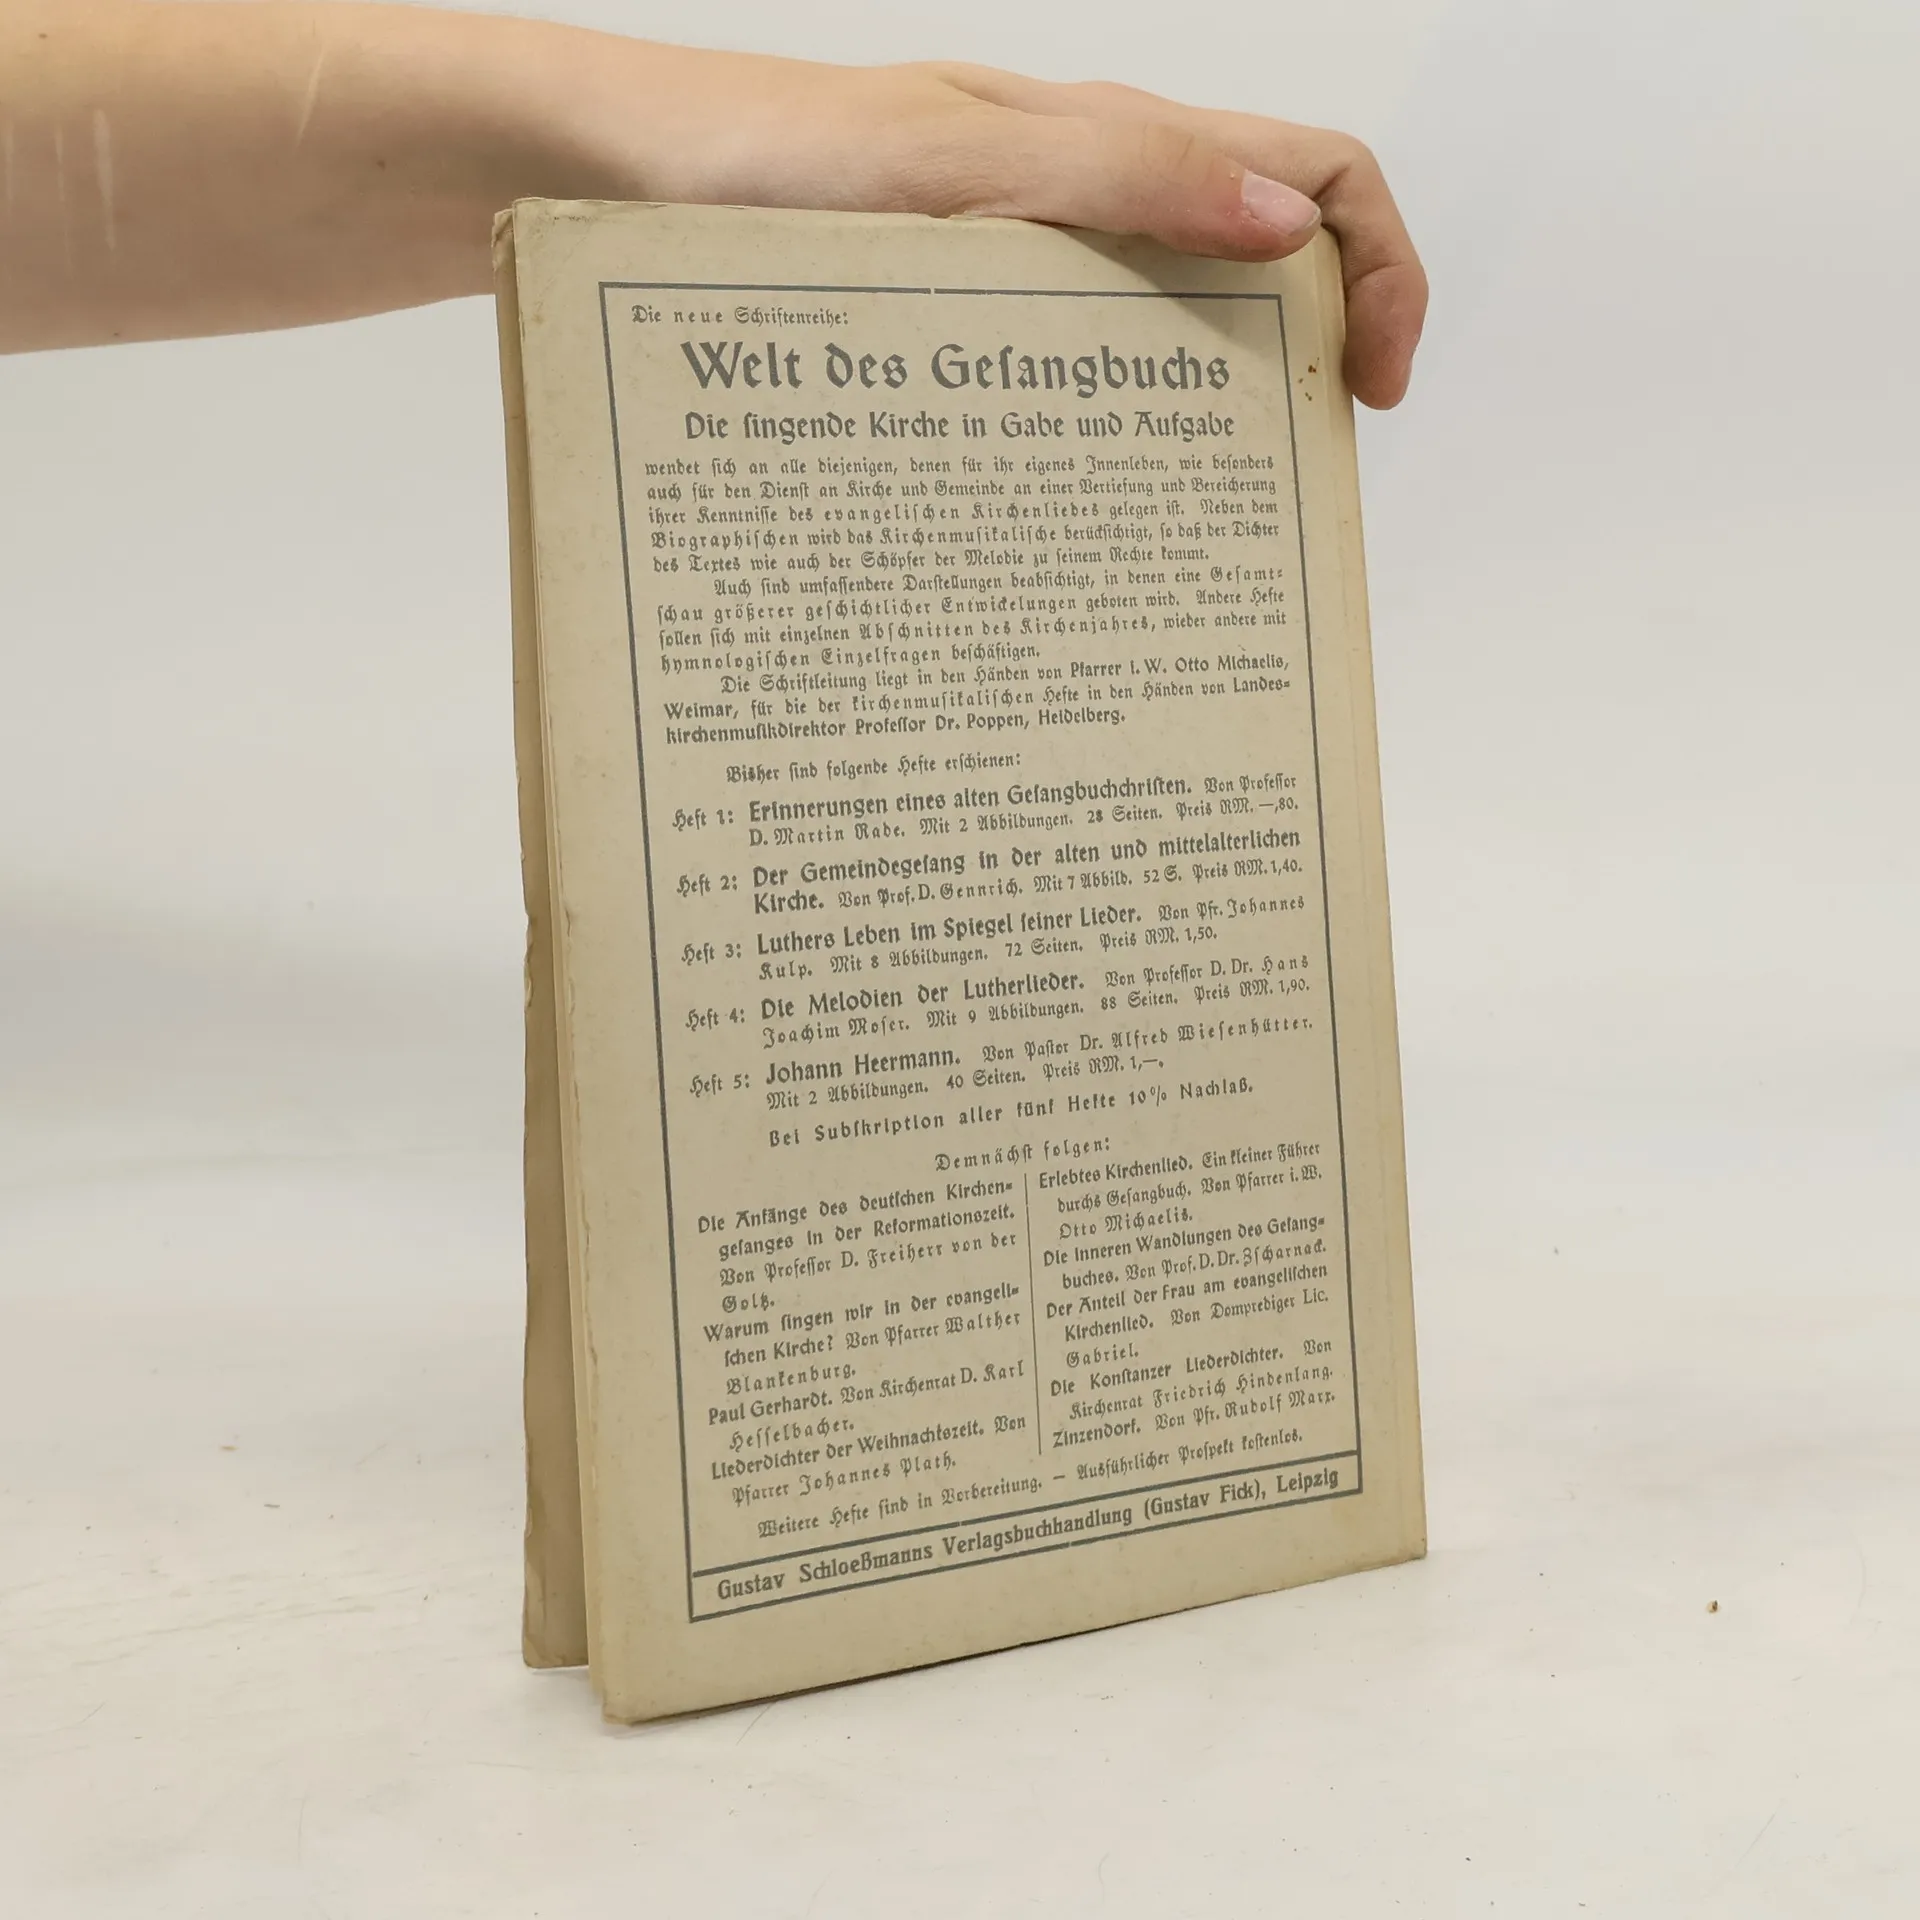 Die neue Schriftenreihe:
Welt des Gesangbuchs
Die singende Kirche in Gabe und Aufgabe
wendet sich an alle diejenigen, denen für ihr eigenes Innenleben, wie besonders
auch für den Dienst an Kirche und Gemeinde an einer Vertiefung und Bereicherung
ihrer Kenntnisse des evangelischen Kirchenliedes gelegen ist. Neben dem
Biographischen wird das Kirchenmusikalische berücksichtigt, so daß der Dichter
des Textes wie auch der Schöpfer der Melodie zu seinem Rechte kommt.
Auch sind umfassendere Darstellungen beabsichtigt, in denen eine Gesamt-
schau größerer geschichtlicher Entwickelungen geboten wird. Andere Hefte
sollen sich mit einzelnen Abschnitten des Kirchenjahres, wieder andere mit
hymnologischen Einzelfragen beschäftigen.
Die Schriftleitung liegt in den Händen von Pfarrer i. W. Otto Michaelis,
Weimar, für die der kirchenmusikalischen Hefte in den Händen von Landes-
kirchenmusikdirektor Professor Dr. Poppen, Heidelberg.
Bisher sind folgende Hefte erschienen:
Heft 1: Erinnerungen eines alten Gesangbuchchristen. Von Professor
D. Martin Rade. Mit 2 Abbildungen. 28 Seiten. Preis RM. —,80.
Heft 2: Der Gemeindegesang in der alten und mittelalterlichen
Kirche. Von Prof. D. Gennrich. Mit 7 Abbild. 52 S. Preis RM. 1,40.
Heft 3: Luthers Leben im Spiegel seiner Lieder. Von Pfr. Johannes
Kulp. Mit 8 Abbildungen. 72 Seiten. Preis RM. 1,50.
Heft 4: Die Melodien der Lutherlieder. Von Professor D. Dr. Hans
Joachim Moser. Mit 9 Abbildungen. 88 Seiten. Preis RM. 1,90.
Heft 5: Johann Heermann. Von Pastor Dr. Alfred Wiesenhütter.
Mit 2 Abbildungen. 40 Seiten. Preis RM. 1,—.
Bei Subskription aller fünf Hefte 10% Nachlaß.
Demnächst folgen:
Die Anfänge des deutschen Kirchen-
gesanges in der Reformationszeit.
Von Professor D. Freiherr von der
Goltz.
Warum singen wir in der evangeli-
schen Kirche? Von Pfarrer Walther
Blankenburg.
Paul Gerhardt. Von Kirchenrat D. Karl
Hesselbacher.
Liederdichter der Weihnachtszeit. Von
Pfarrer Johannes Plath.
Erlebtes Kirchenlied. Ein kleiner Führer
durchs Gesangbuch. Von Pfarrer i. W.
Otto Michaelis.
Die inneren Wandlungen des Gesang-
buches. Von Prof. D. Dr. Zscharnack.
Der Anteil der Frau am evangelischen
Kirchenlied. Von Domprediger Lic.
Gabriel.
Die Konstanzer Liederdichter. Von
Kirchenrat Friedrich Hindenlang.
Zinzendorf. Von Pfr. Rudolf Marx.
Weitere Hefte sind in Vorbereitung. — Ausführlicher Prospekt kostenlos.
Gustav Schloeßmanns Verlagsbuchhandlung (Gustav Fick), Leipzig